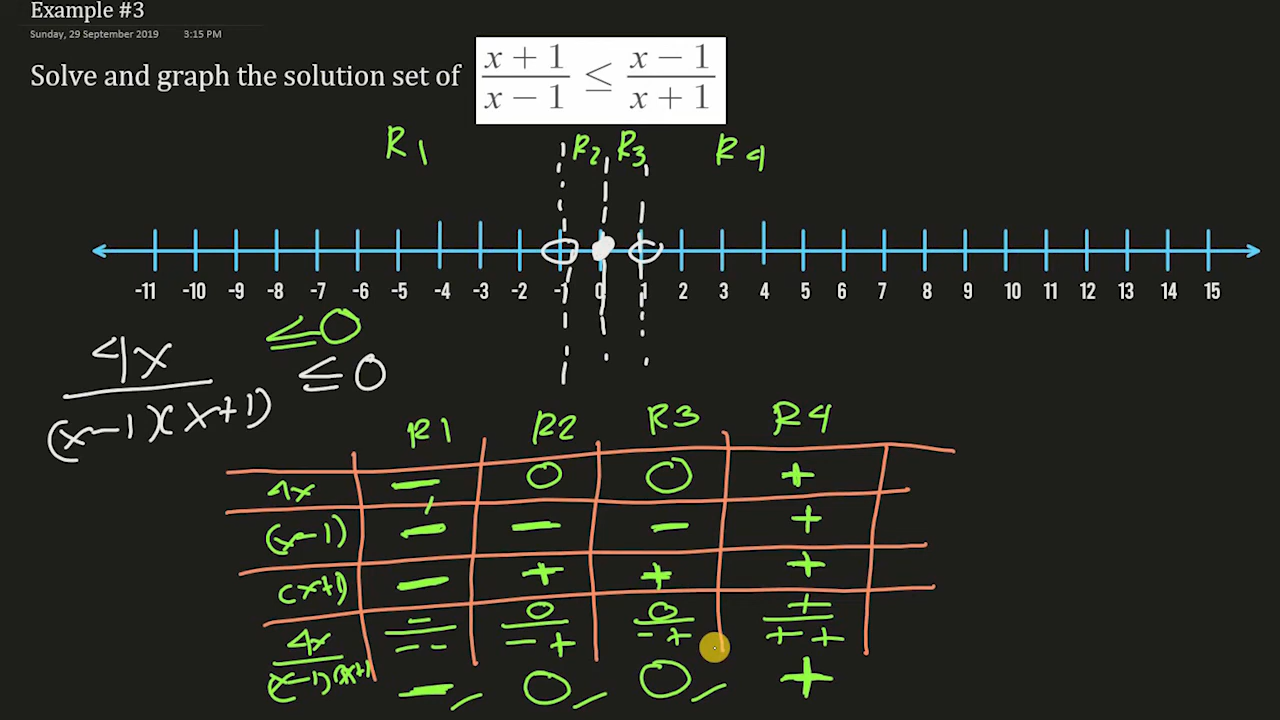 Example #3
Sunday, 29 September 2019 3:15 PM
Solve and graph the solution set of (x + 1)/(x − 1) ≤ (x − 1)/(x + 1)
R1 R2 R3 R4
-11 -10 -9 -8 -7 -6 -5 -4 -3 -2 -1 0 1 2 3 4 5 6 7 8 9 10 11 12 13 14 15
≤0
4x/(x-1)(x+1) ≤ 0
R1 R2 R3 R4
4x − 0 0 +
(x-1) − − − +
(x+1) − + + +
4x/(x-1)(x+1) −/− − 0/− + 0/− + +/+ +
− 0 0 +